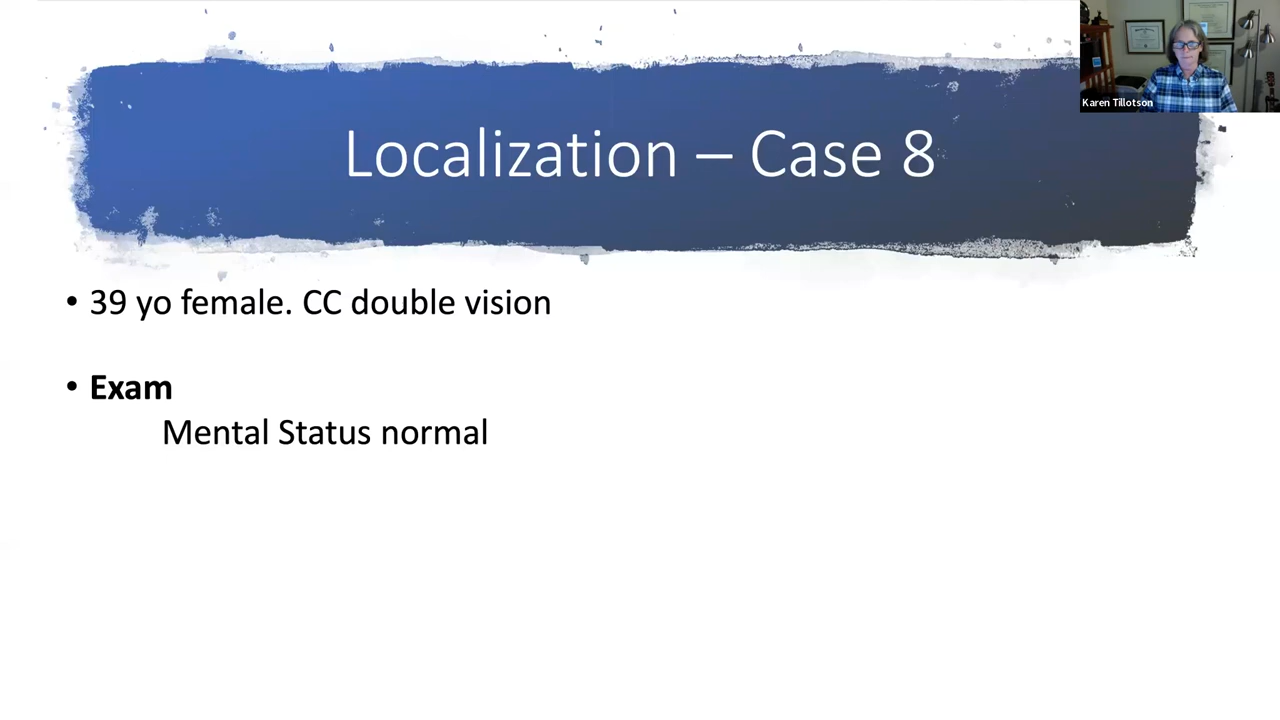 Karen Tillotson
Localization – Case 8
• 39 yo female. CC double vision
• Exam
Mental Status normal